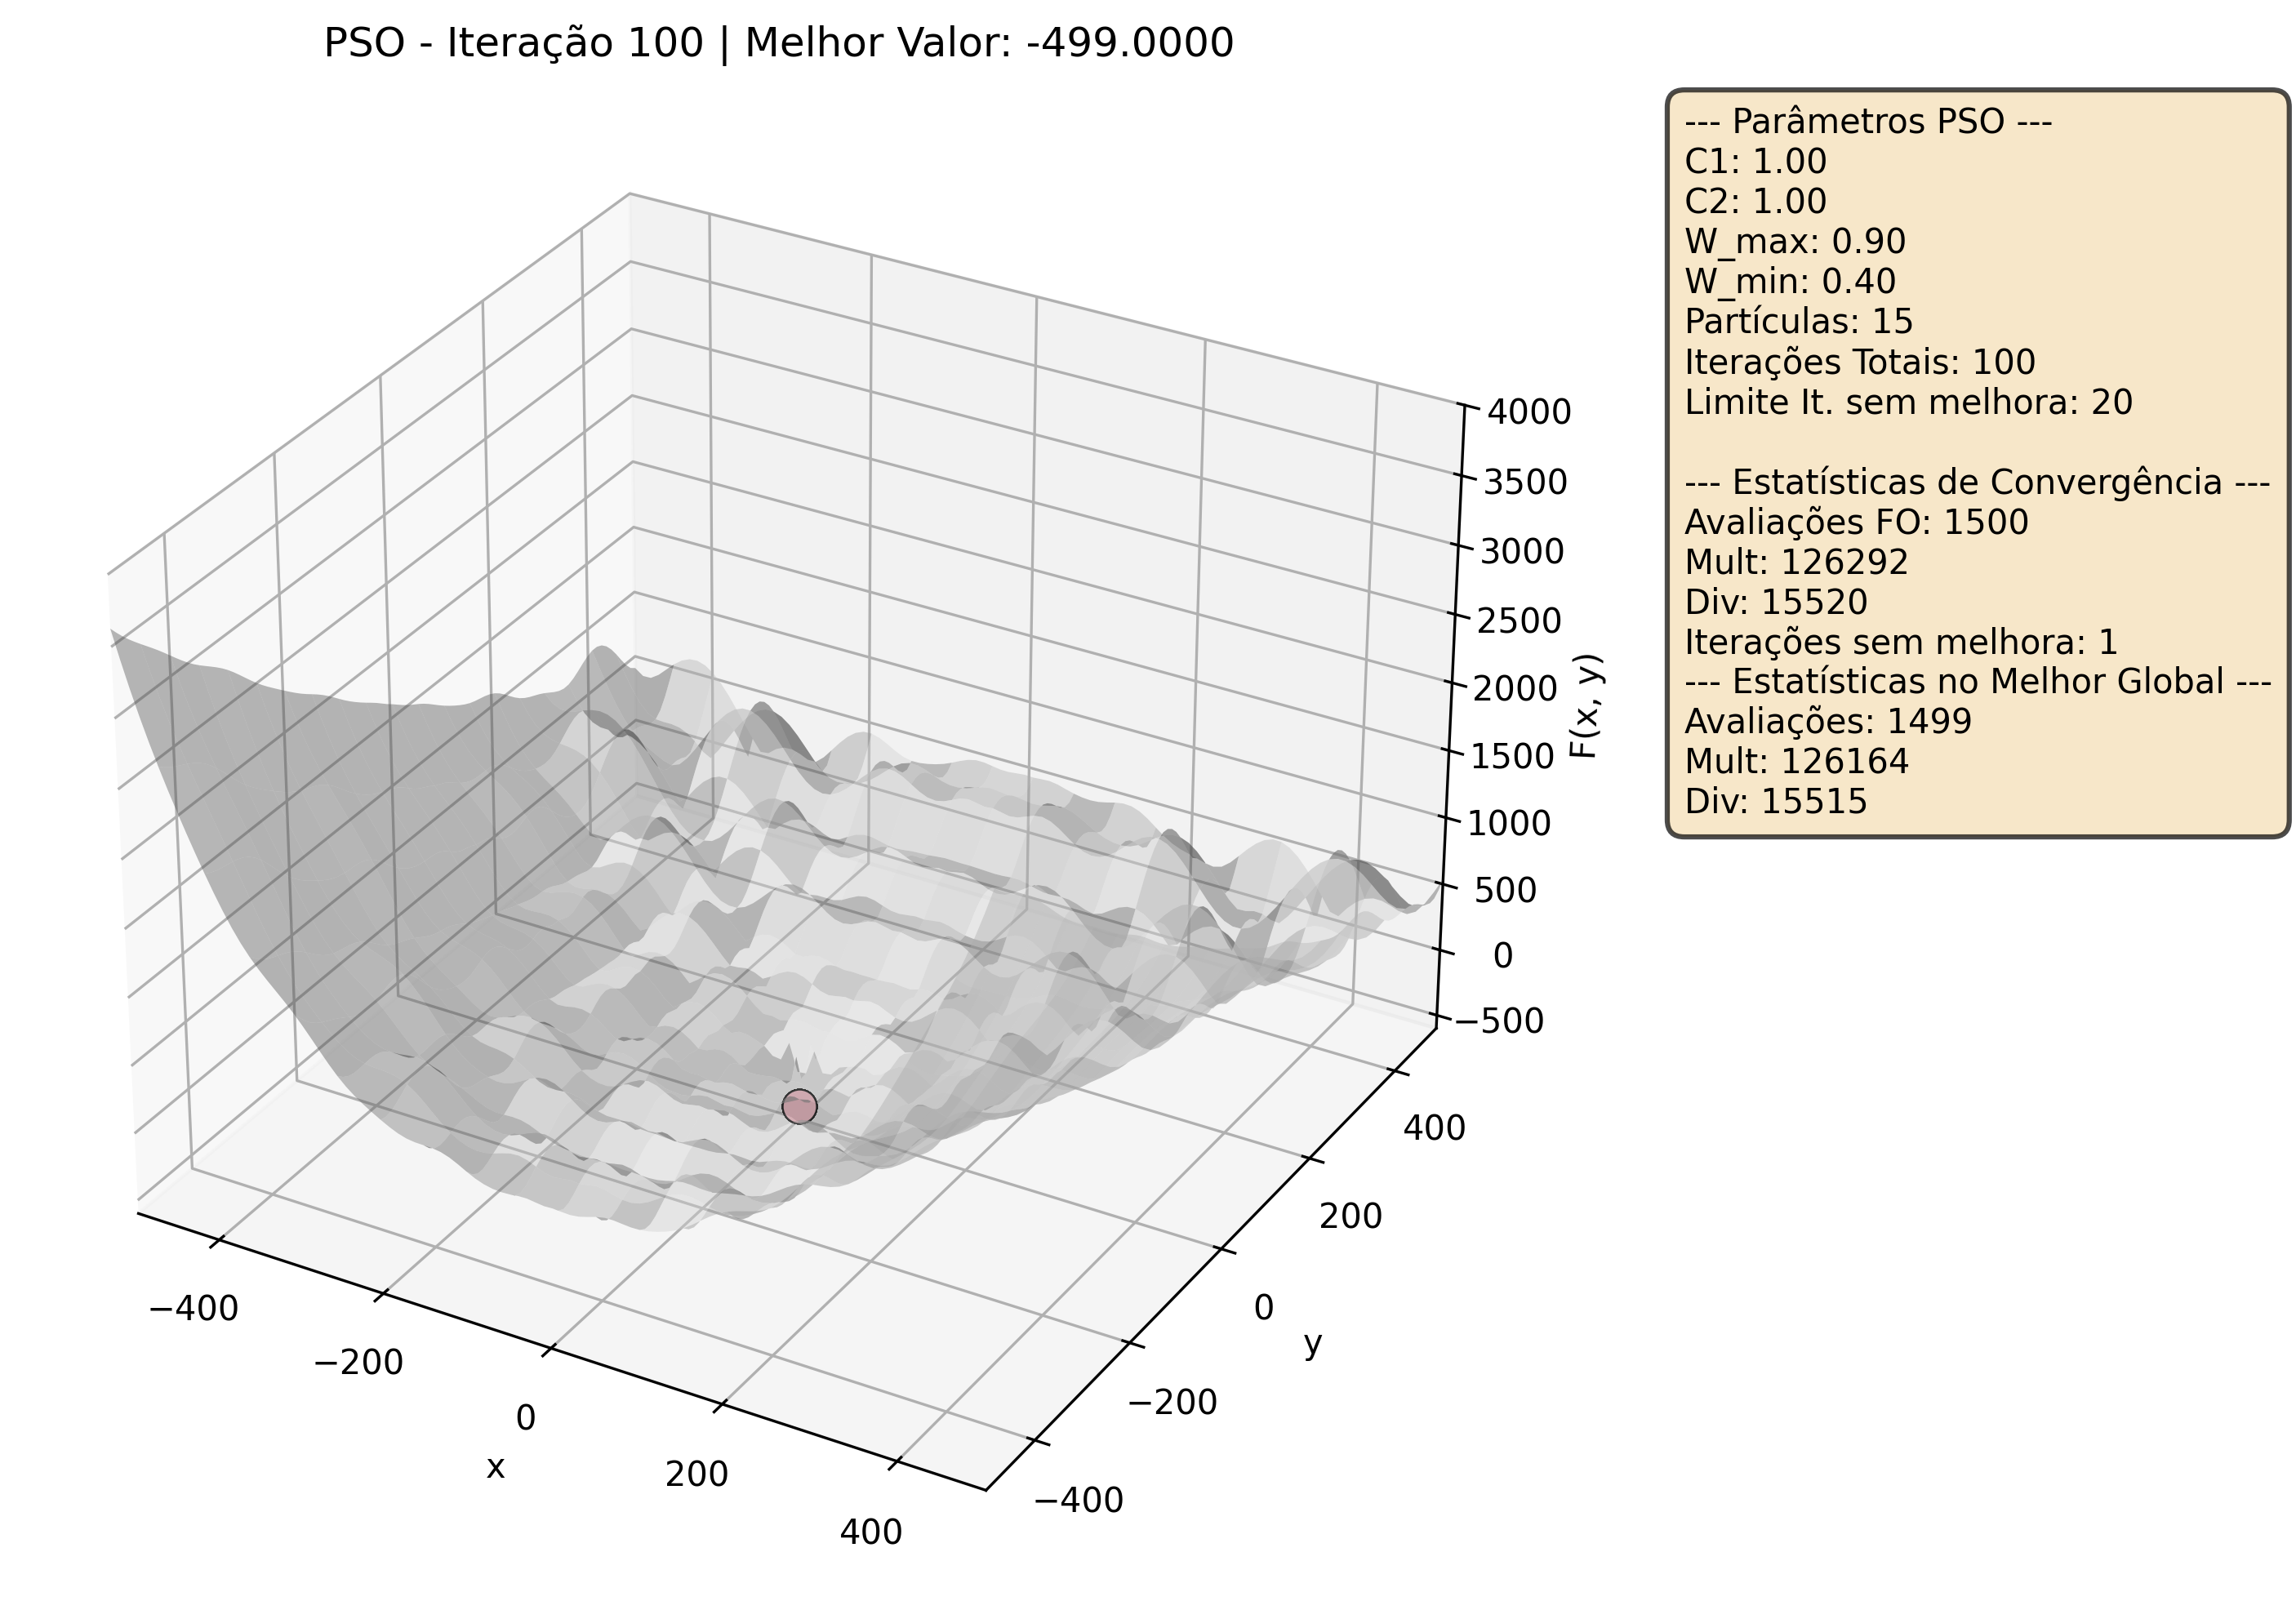 PSO - Iteração 100 | Melhor Valor: -499.0000
--- Parâmetros PSO ---
C1: 1.00
C2: 1.00
W_max: 0.90
W_min: 0.40
Partículas: 15
Iterações Totais: 100
Limite It. sem melhora: 20
--- Estatísticas de Convergência ---
Avaliações FO: 1500
Mult: 126292
Div: 15520
Iterações sem melhora: 1
--- Estatísticas no Melhor Global ---
Avaliações: 1499
Mult: 126164
Div: 15515
4000
3500
3000
2500
2000
1500
1000
500
0
−500
F(x, y)
400
200
0
−200
−400
y
−400
−200
0
200
400
x